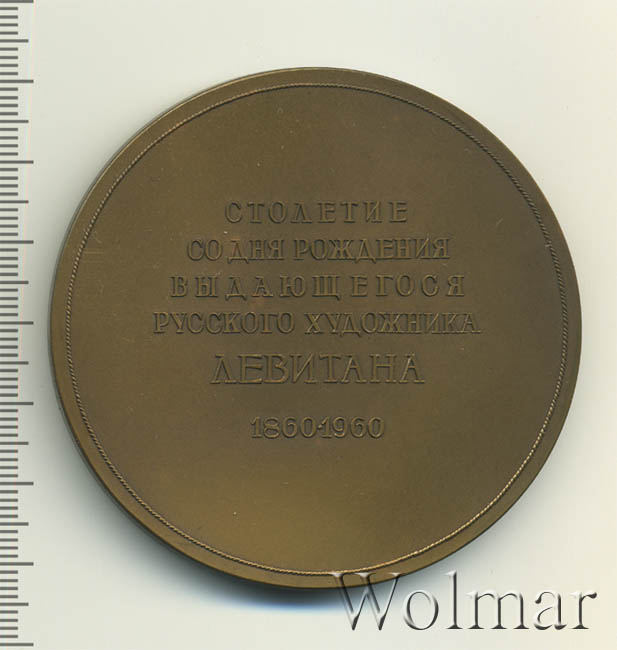 СТОЛЕТИЕ
СО ДНЯ РОЖДЕНИЯ
ВЫДАЮЩЕГОСЯ
РУССКОГО ХУДОЖНИКА
ЛЕВИТАНА
1860·1960
Wolmar